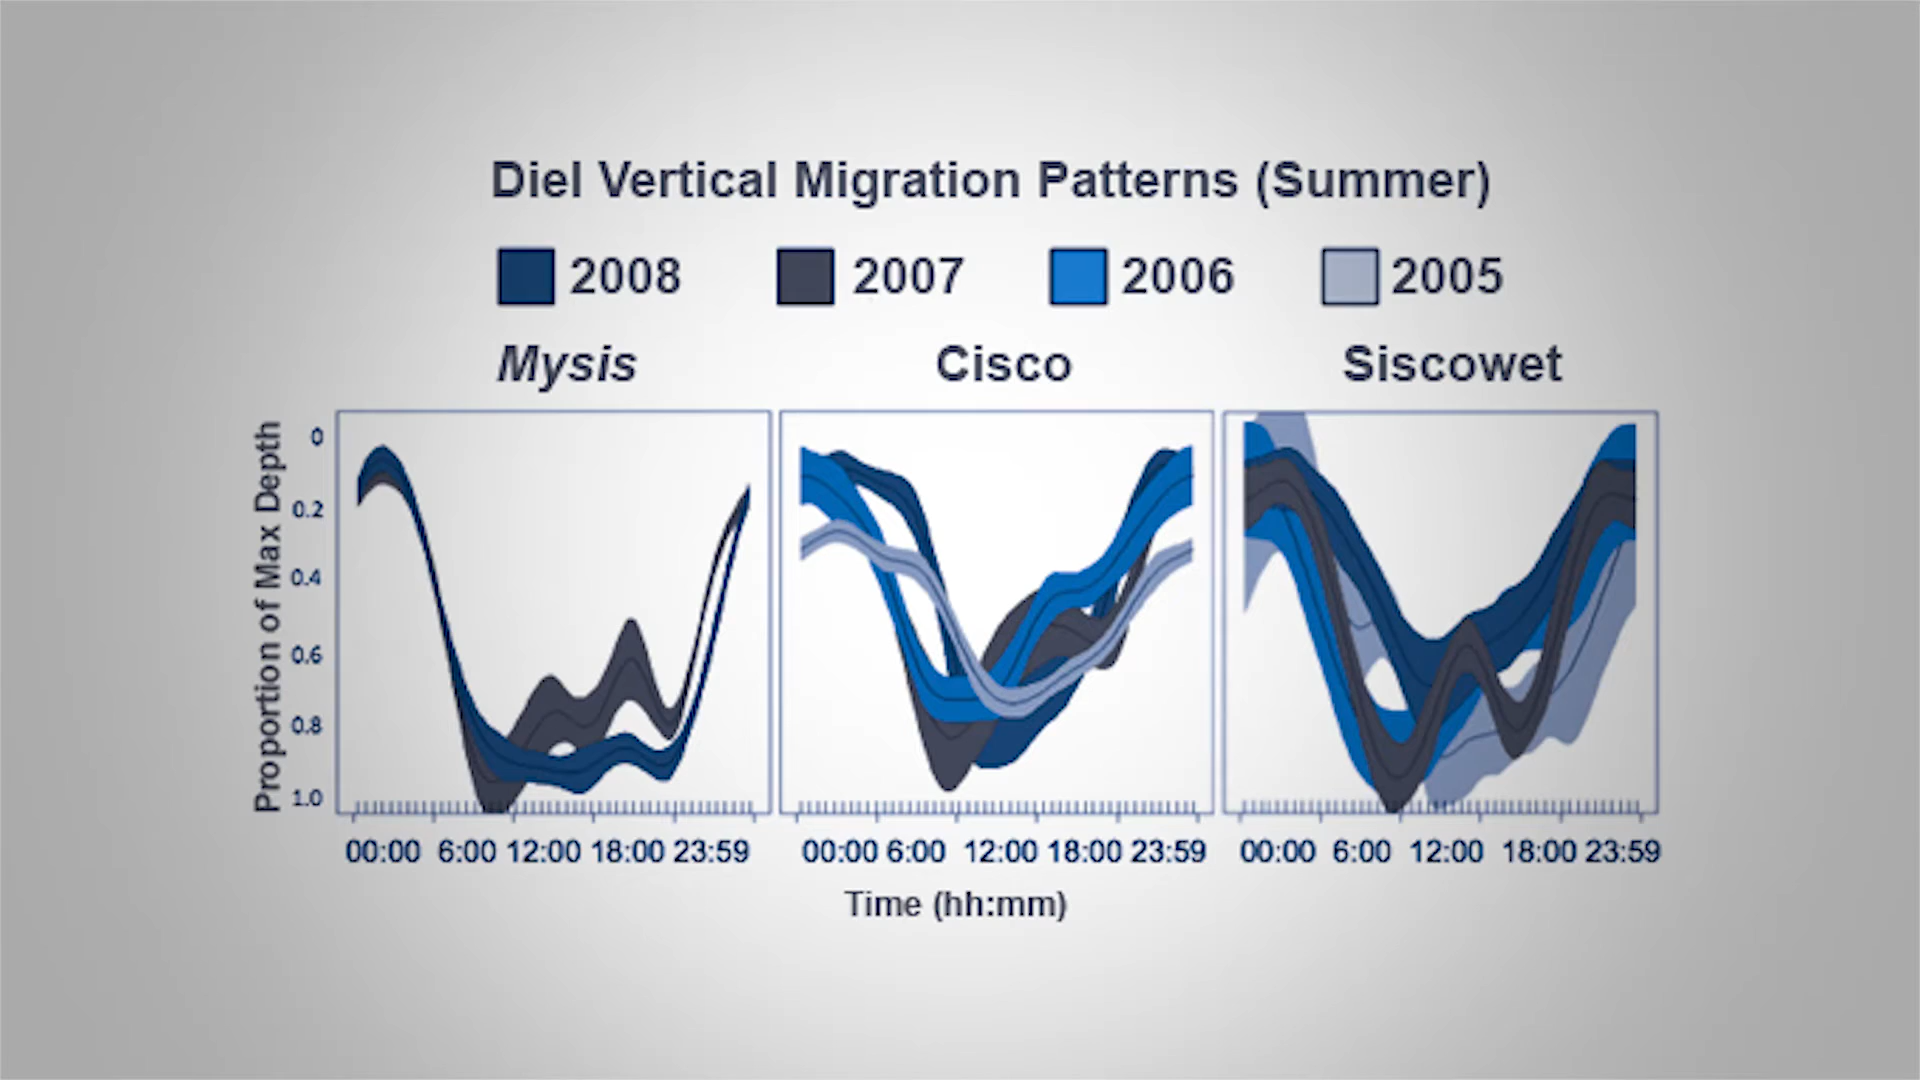 Diel Vertical Migration Patterns (Summer)
2008 2007 2006 2005
Mysis Cisco Siscowet
Proportion of Max Depth
0
0.2
0.4
0.6
0.8
1.0
00:00 6:00 12:00 18:00 23:59 00:00 6:00 12:00 18:00 23:59 00:00 6:00 12:00 18:00 23:59
Time (hh:mm)